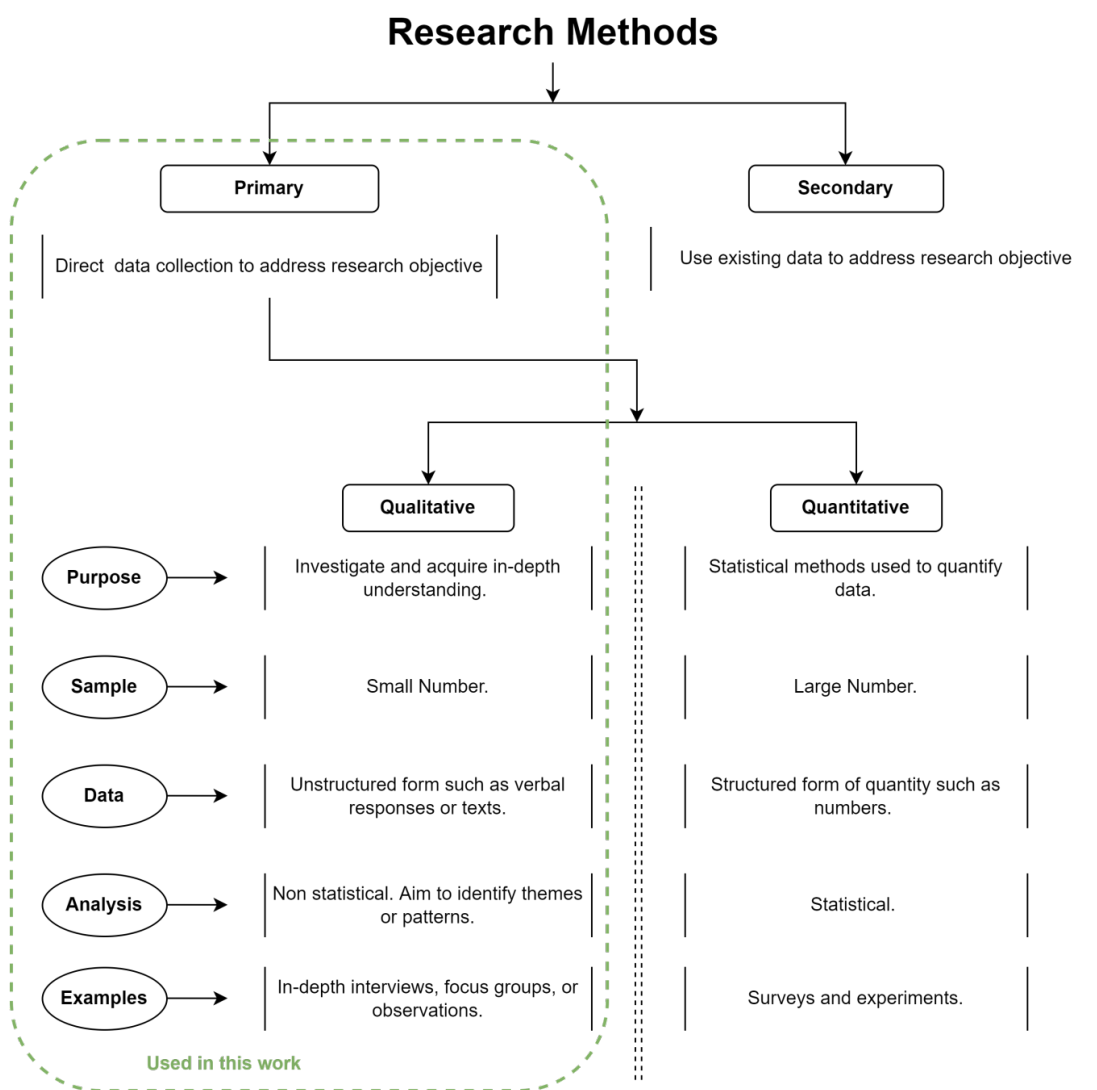 Research Methods
Primary
Secondary
Direct data collection to address research objective
Use existing data to address research objective
Qualitative
Quantitative
Purpose
Investigate and acquire in-depth
understanding.
Statistical methods used to quantify
data.
Sample
Small Number.
Large Number.
Data
Unstructured form such as verbal
responses or texts.
Structured form of quantity such as
numbers.
Analysis
Non statistical. Aim to identify themes
or patterns.
Statistical.
Examples
In-depth interviews, focus groups, or
observations.
Surveys and experiments.
Used in this work